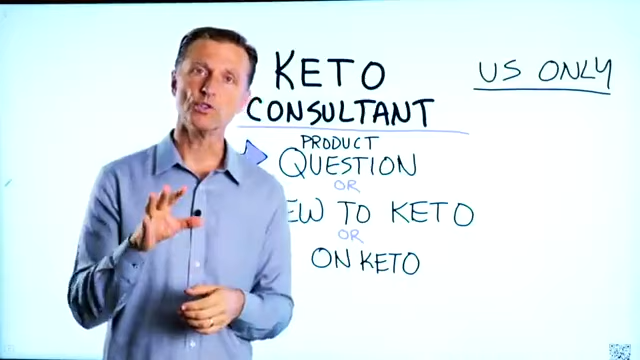 KETO
CONSULTANT
US ONLY
PRODUCT
QUESTION
OR
EW TO KETO
OR
ON KETO